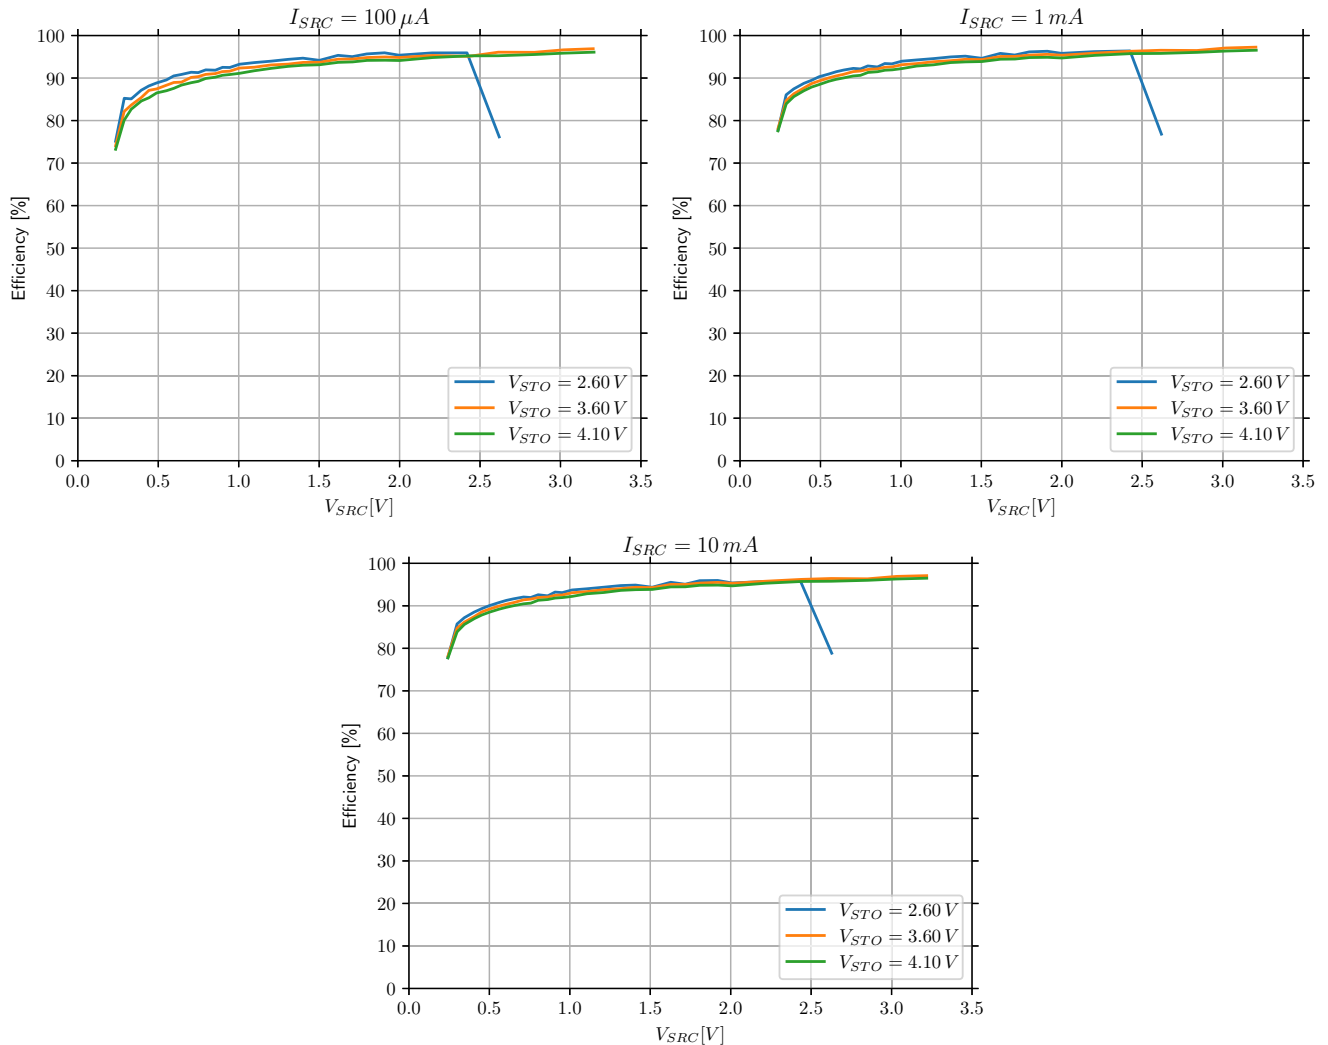 I_SRC = 100 μA
100
90
80
70
60
50
40
30
20
10
0
Efficiency [%]
0.0 0.5 1.0 1.5 2.0 2.5 3.0 3.5
V_SRC[V]
V_STO = 2.60 V
V_STO = 3.60 V
V_STO = 4.10 V
I_SRC = 1 mA
100
90
80
70
60
50
40
30
20
10
0
Efficiency [%]
0.0 0.5 1.0 1.5 2.0 2.5 3.0 3.5
V_SRC[V]
V_STO = 2.60 V
V_STO = 3.60 V
V_STO = 4.10 V
I_SRC = 10 mA
100
90
80
70
60
50
40
30
20
10
0
Efficiency [%]
0.0 0.5 1.0 1.5 2.0 2.5 3.0 3.5
V_SRC[V]
V_STO = 2.60 V
V_STO = 3.60 V
V_STO = 4.10 V